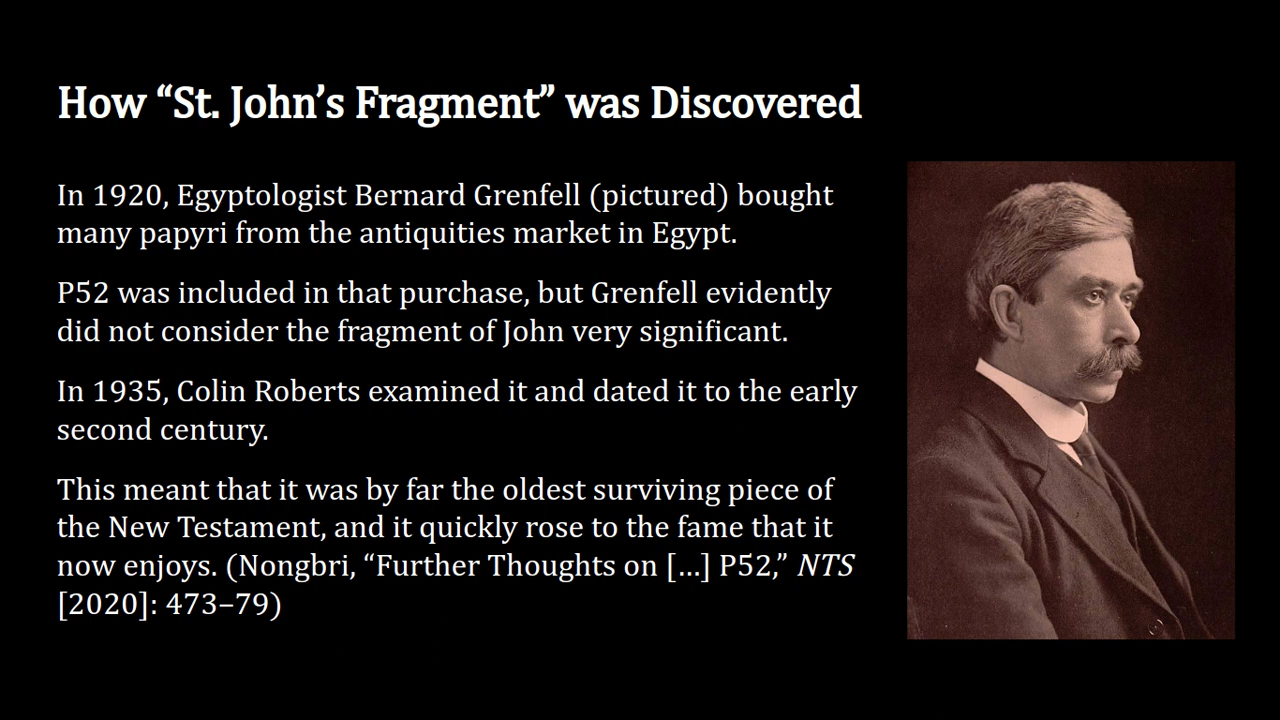 How “St. John’s Fragment” was Discovered
In 1920, Egyptologist Bernard Grenfell (pictured) bought
many papyri from the antiquities market in Egypt.
P52 was included in that purchase, but Grenfell evidently
did not consider the fragment of John very significant.
In 1935, Colin Roberts examined it and dated it to the early
second century.
This meant that it was by far the oldest surviving piece of
the New Testament, and it quickly rose to the fame that it
now enjoys. (Nongbri, “Further Thoughts on […] P52,” NTS
[2020]: 473–79)